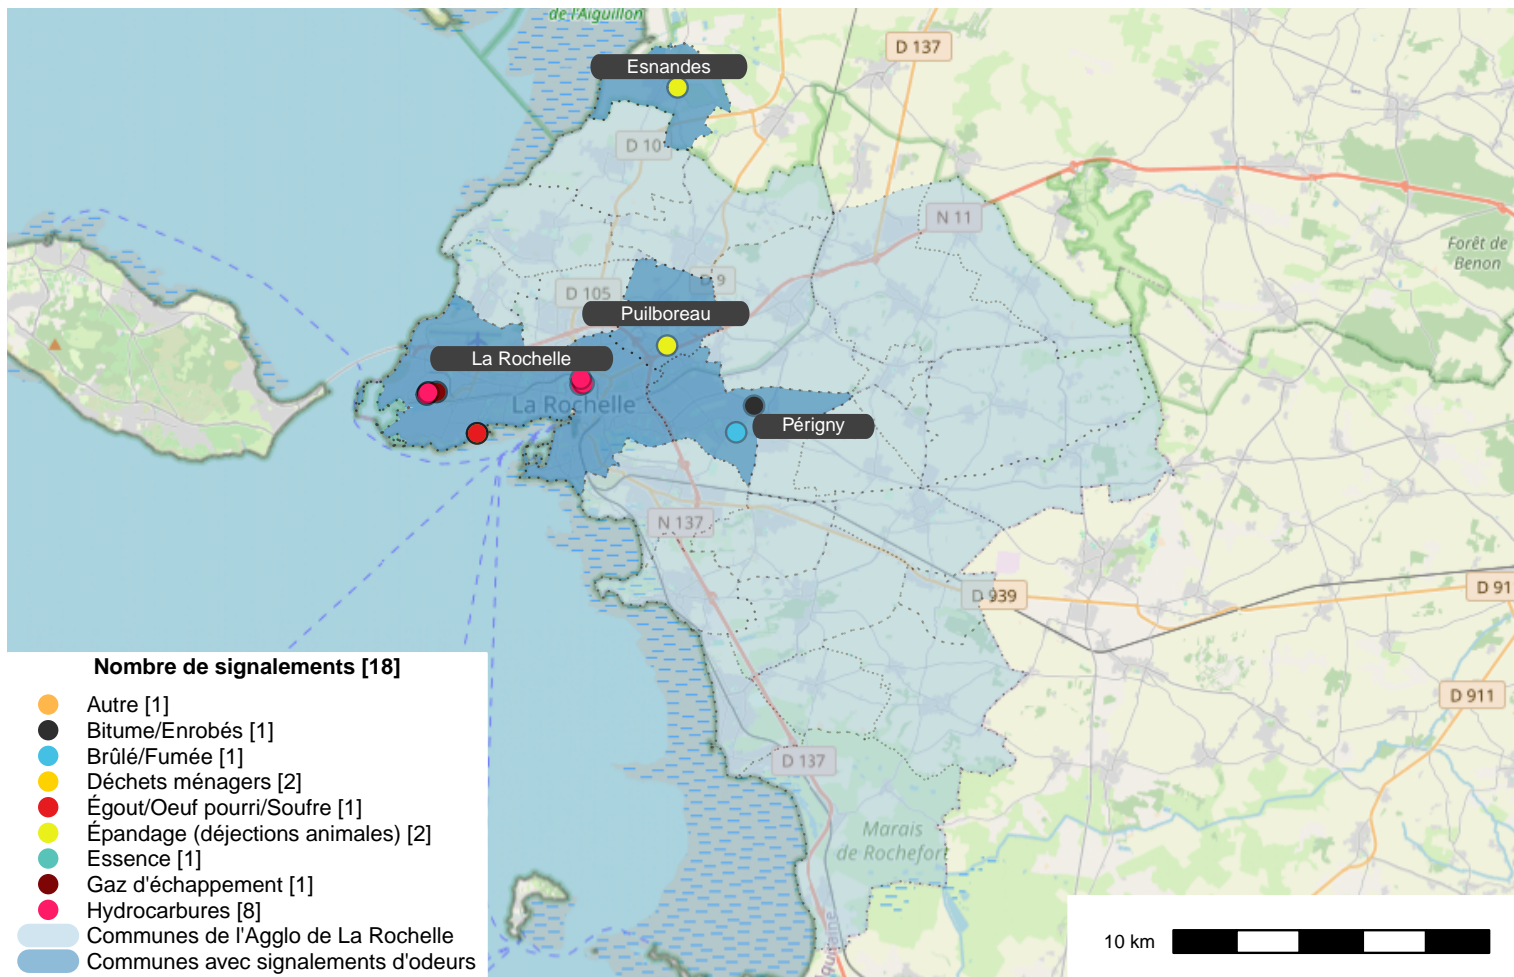 de l'Aiguillon
D 137
Esnandes
D 10
N 11
Forêt de
Benon
D 9
D 105
Puilboreau
La Rochelle
La Rochelle
Périgny
N 137
D 939
D 91
D 911
D 137
Marais
de Rochefort
Nombre de signalements [18]
Autre [1]
Bitume/Enrobés [1]
Brûlé/Fumée [1]
Déchets ménagers [2]
Égout/Oeuf pourri/Soufre [1]
Épandage (déjections animales) [2]
Essence [1]
Gaz d'échappement [1]
Hydrocarbures [8]
Communes de l'Agglo de La Rochelle
Communes avec signalements d'odeurs
10 km